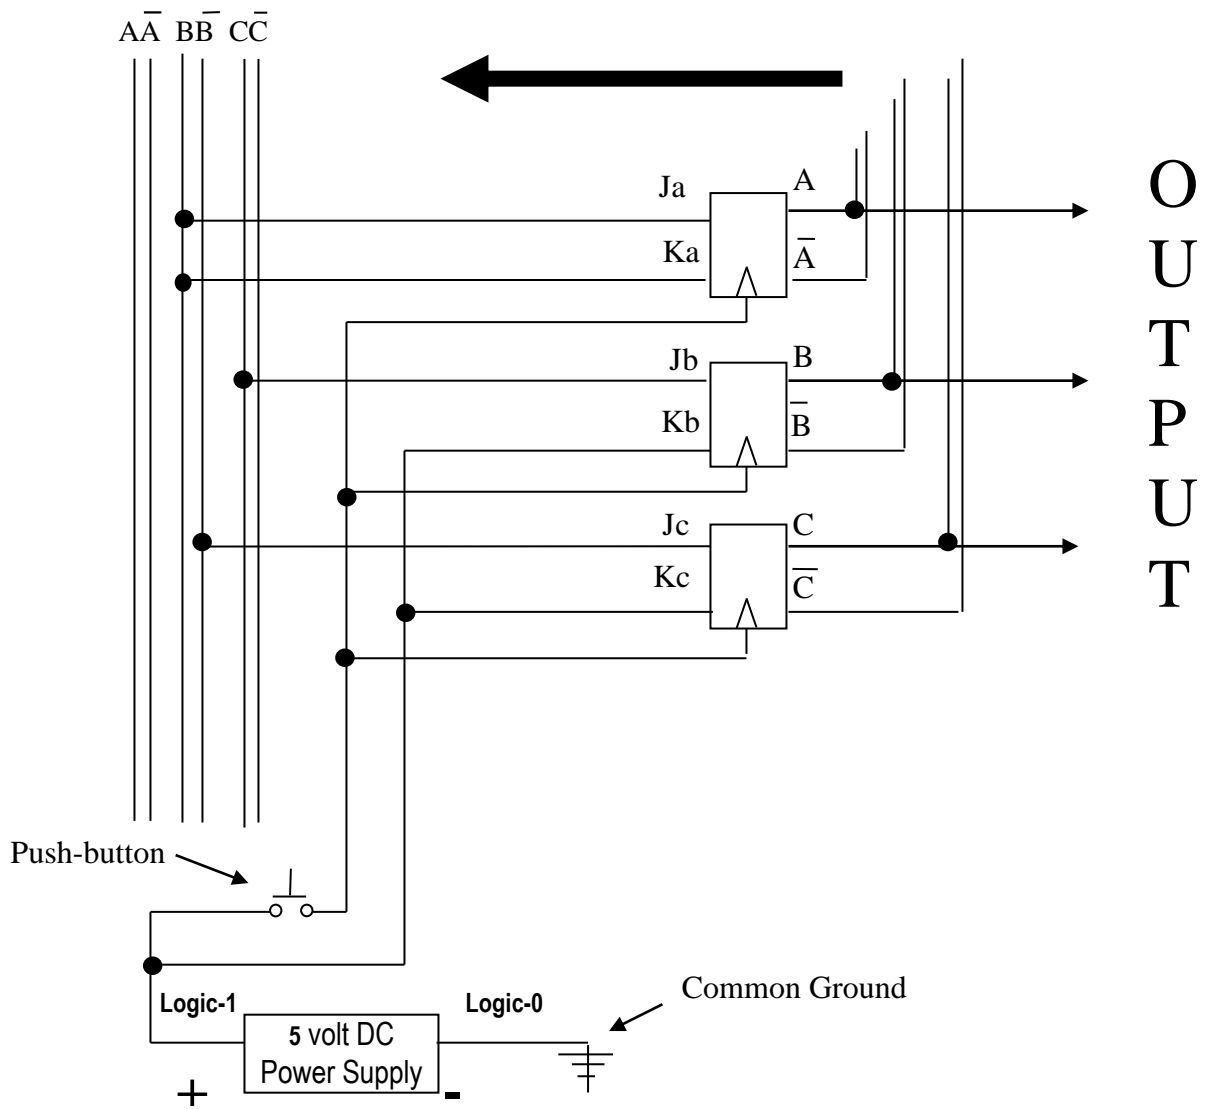 AA̅ BB̅ CC̅
Ja A
Ka A̅
Jb B
Kb B̅
Jc C
Kc C̅
O
U
T
P
U
T
Push-button
Common Ground
Logic-1 Logic-0
5 volt DC
Power Supply
+ -